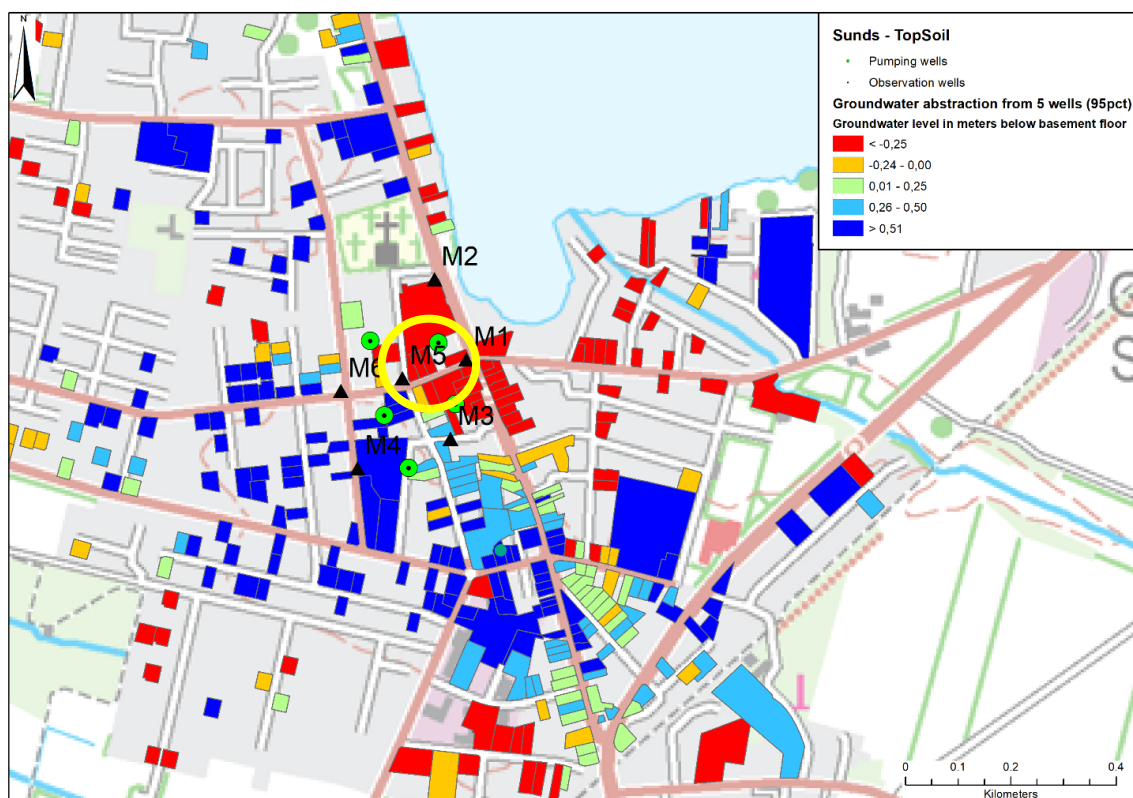 N
Sunds - TopSoil
Pumping wells
Observation wells
Groundwater abstraction from 5 wells (95pct)
Groundwater level in meters below basement floor
< -0,25
-0,24 - 0,00
0,01 - 0,25
0,26 - 0,50
> 0,51
M2
M1
M5
M6
M3
M4
S
0 0.1 0.2 0.4
Kilometers